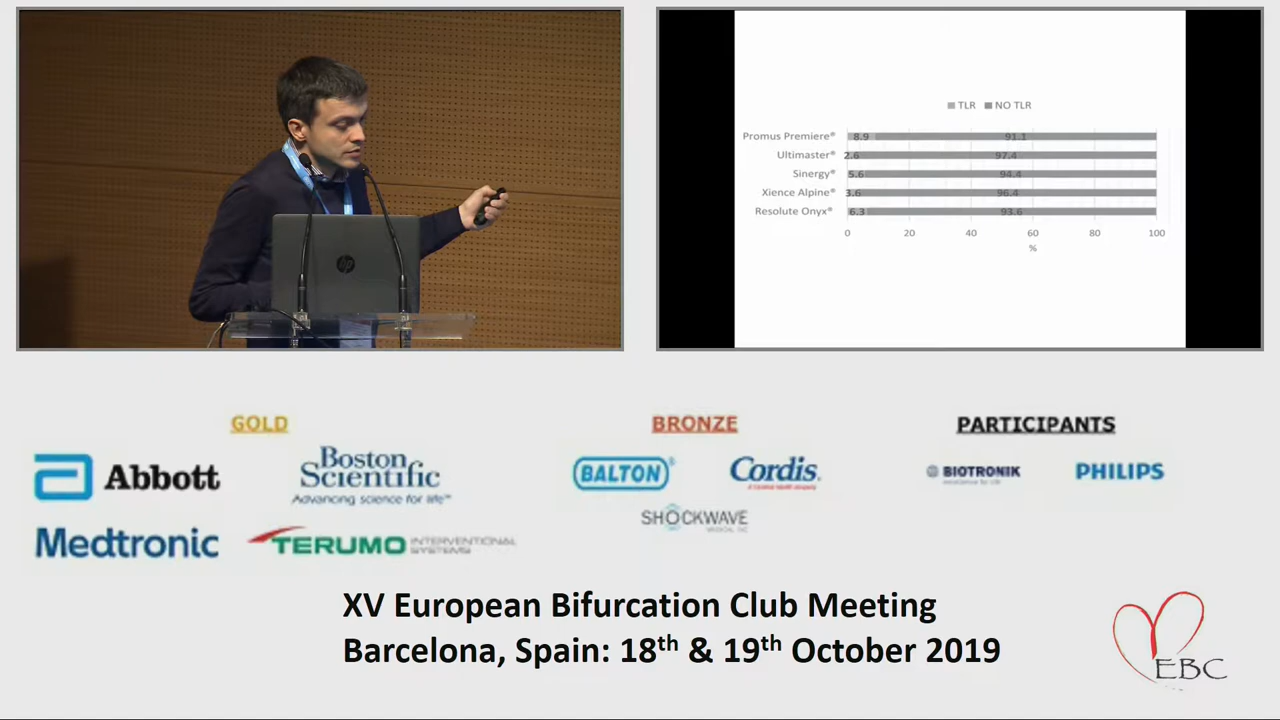 TLR NO TLR
Promus Premiere® 8.9 91.1
Ultimaster® 2.6 97.4
Sinergy® 5.6 94.4
Xience Alpine® 3.6 96.4
Resolute Onyx® 6.3 93.6
0 20 40 60 80 100
%
hp
GOLD
BRONZE
PARTICIPANTS
Abbott
Boston
Scientific
Advancing science for life™
Medtronic
TERUMO INTERVENTIONAL
SYSTEMS
BALTON®
Cordis.
SHOCKWAVE
BIOTRONIK
PHILIPS
XV European Bifurcation Club Meeting
Barcelona, Spain: 18th & 19th October 2019
EBC